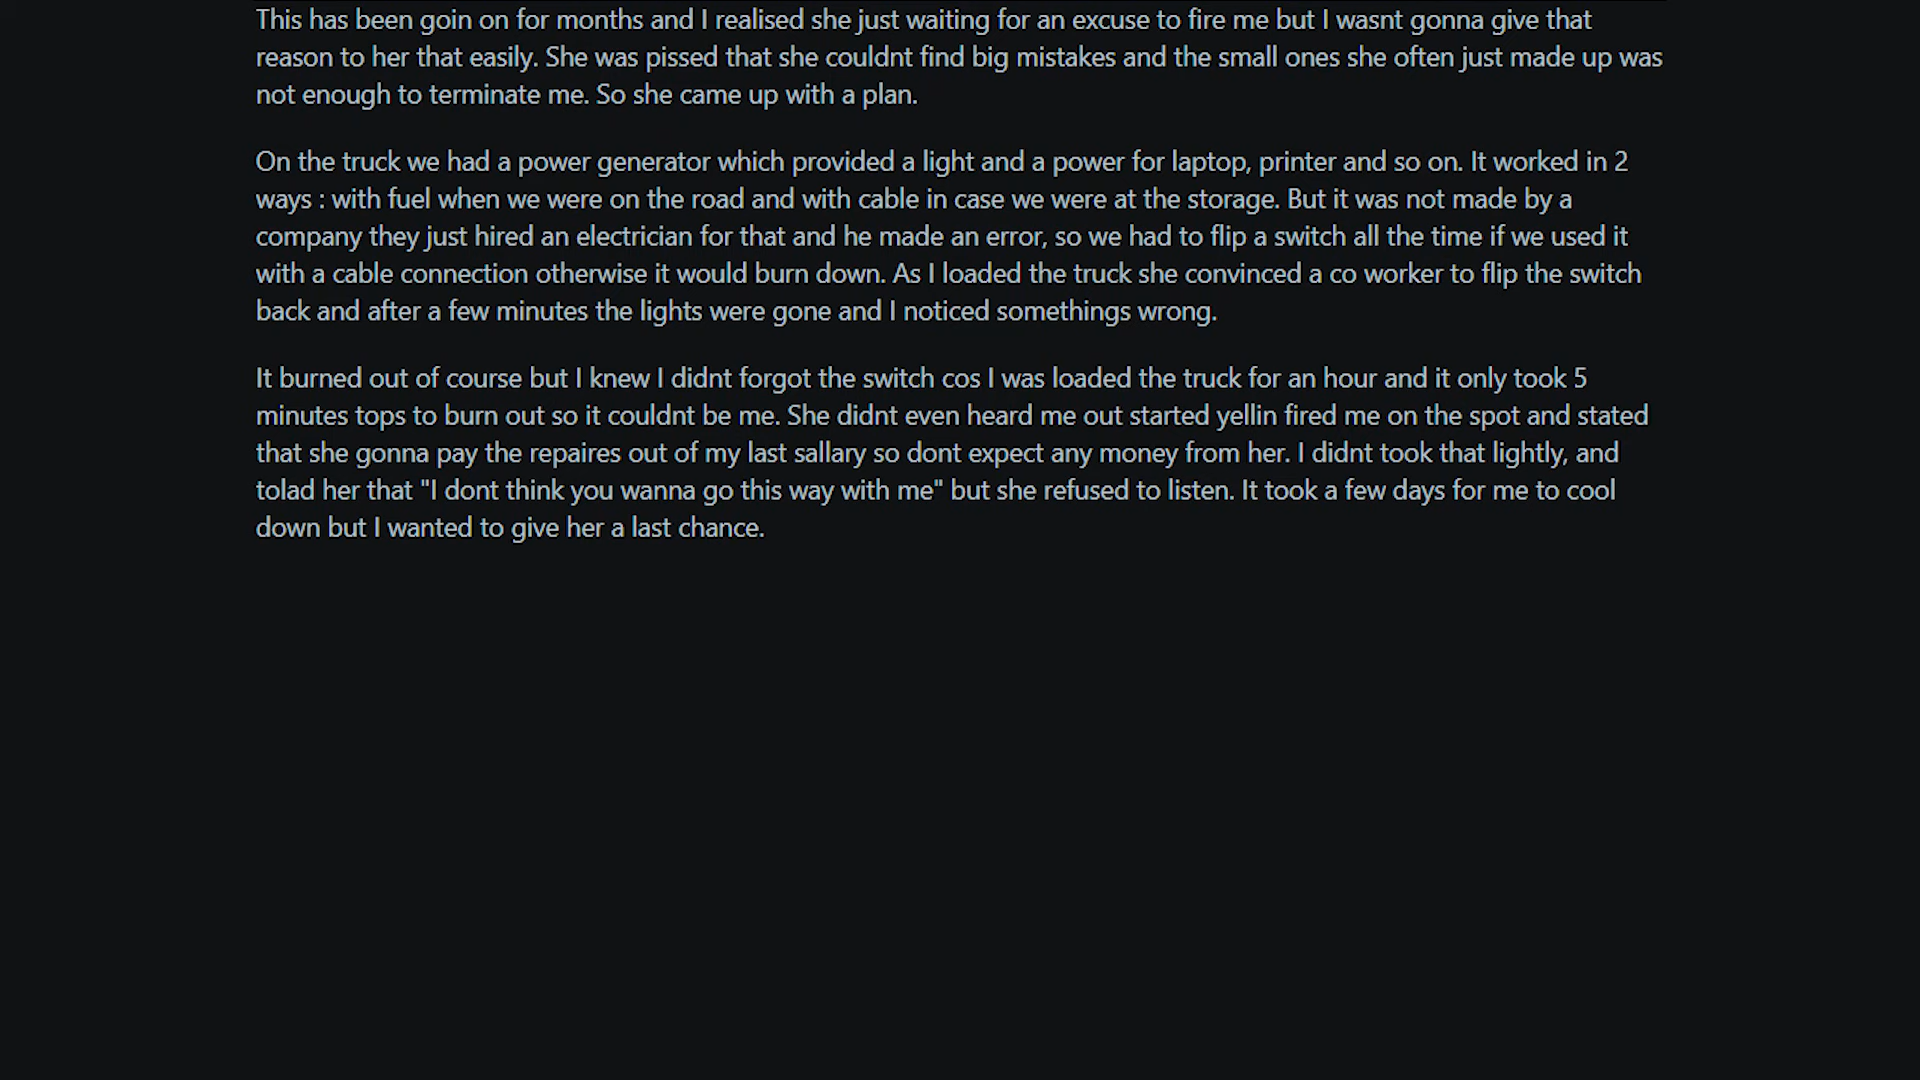 This has been goin on for months and I realised she just waiting for an excuse to fire me but I wasnt gonna give that
reason to her that easily. She was pissed that she couldnt find big mistakes and the small ones she often just made up was
not enough to terminate me. So she came up with a plan.
On the truck we had a power generator which provided a light and a power for laptop, printer and so on. It worked in 2
ways : with fuel when we were on the road and with cable in case we were at the storage. But it was not made by a
company they just hired an electrician for that and he made an error, so we had to flip a switch all the time if we used it
with a cable connection otherwise it would burn down. As I loaded the truck she convinced a co worker to flip the switch
back and after a few minutes the lights were gone and I noticed somethings wrong.
It burned out of course but I knew I didnt forgot the switch cos I was loaded the truck for an hour and it only took 5
minutes tops to burn out so it couldnt be me. She didnt even heard me out started yellin fired me on the spot and stated
that she gonna pay the repaires out of my last sallary so dont expect any money from her. I didnt took that lightly, and
tolad her that "I dont think you wanna go this way with me" but she refused to listen. It took a few days for me to cool
down but I wanted to give her a last chance.